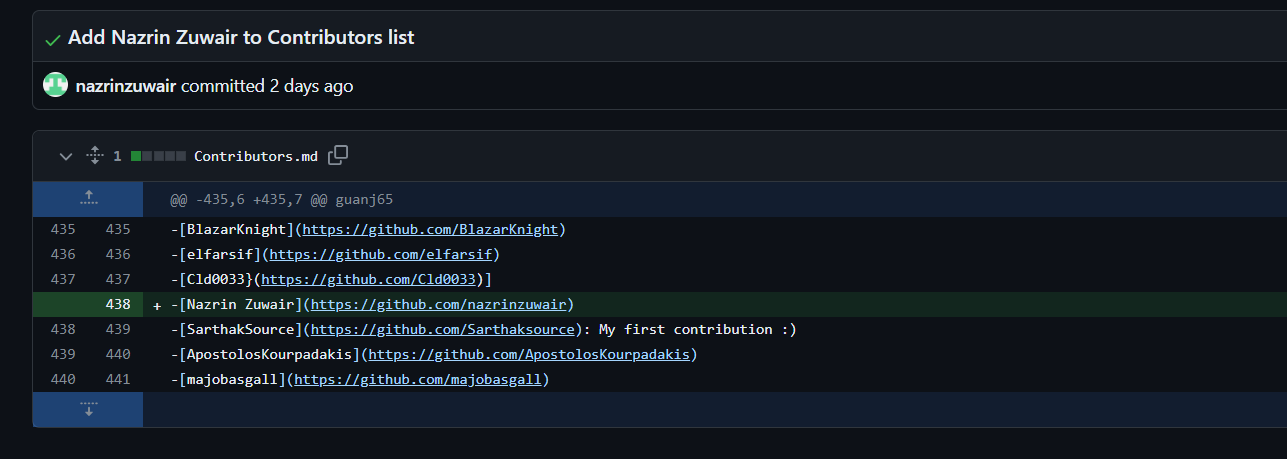 Add Nazrin Zuwair to Contributors list
nazrinzuwair committed 2 days ago
1 Contributors.md
@@ -435,6 +435,7 @@ guanj65
435 435 -[BlazarKnight](https://github.com/BlazarKnight)
436 436 -[elfarsif](https://github.com/elfarsif)
437 437 -[Cld0033}(https://github.com/Cld0033)]
438 + -[Nazrin Zuwair](https://github.com/nazrinzuwair)
438 439 -[SarthakSource](https://github.com/Sarthaksource): My first contribution :)
439 440 -[ApostolosKourpadakis](https://github.com/ApostolosKourpadakis)
440 441 -[majobasgall](https://github.com/majobasgall)